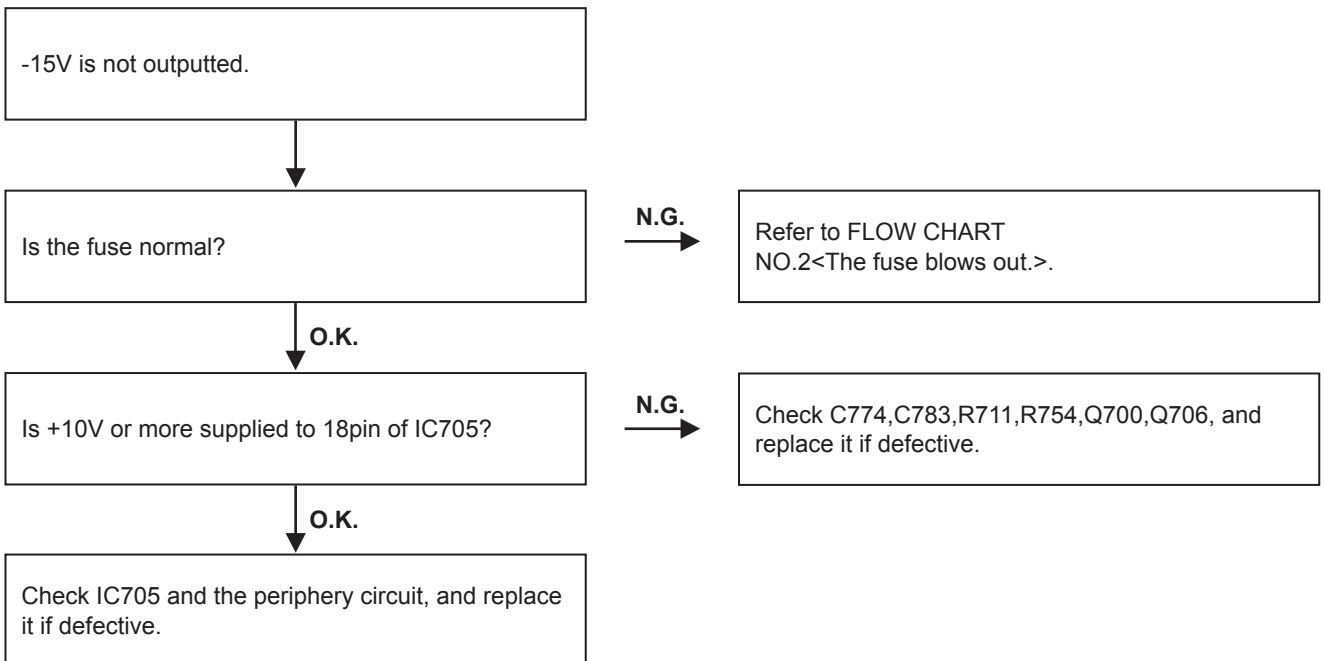 -15V is not outputted.
Is the fuse normal?
N.G.
Refer to FLOW CHART
NO.2<The fuse blows out.>.
O.K.
Is +10V or more supplied to 18pin of IC705?
N.G.
Check C774,C783,R711,R754,Q700,Q706, and
replace it if defective.
O.K.
Check IC705 and the periphery circuit, and replace
it if defective.